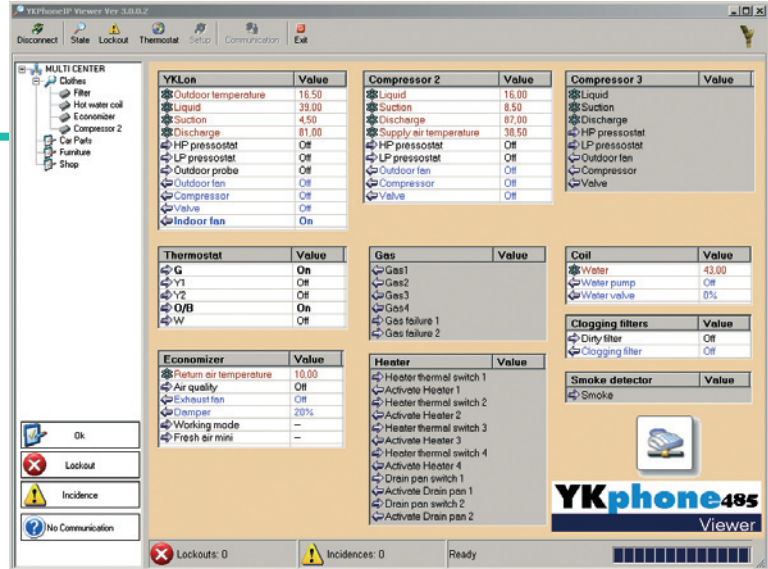 YKPhoneIP Viewer Ver 3.0.0.2
Disconnect State Lockout Thermostat Setup Communication Exit
MULTI CENTER
Clothes
Filter
Hot water coil
Economizer
Compressor 2
Car Parts
Furniture
Shop
Ok
Lockout
Incidence
No Communication
YKLon Value
Outdoor temperature 16,50
Liquid 39,00
Suction 4,50
Discharge 81,00
HP pressostat Off
LP pressostat Off
Outdoor probe Off
Outdoor fan Off
Compressor Off
Valve Off
Indoor fan On
Compressor 2 Value
Liquid 16,00
Suction 8,50
Discharge 87,00
Supply air temperature 38,50
HP pressostat Off
LP pressostat Off
Outdoor fan Off
Compressor Off
Valve Off
Compressor 3 Value
Liquid
Suction
Discharge
HP pressostat
LP pressostat
Outdoor fan
Compressor
Valve
Thermostat Value
G On
Y1 Off
Y2 Off
O/B On
W Off
Gas Value
Gas1
Gas2
Gas3
Gas4
Gas failure 1
Gas failure 2
Coil Value
Water 43,00
Water pump Off
Water valve 0%
Clogging filters Value
Dirty filter Off
Clogging filter Off
Economizer Value
Return air temperature 10,00
Air quality Off
Exhaust fan Off
Damper 20%
Working mode –
Fresh air mini –
Heater Value
Heater thermal switch 1
Activate Heater 1
Heater thermal switch 2
Activate Heater 2
Heater thermal switch 3
Activate Heater 3
Heater thermal switch 4
Activate Heater 4
Drain pan switch 1
Activate Drain pan 1
Drain pan switch 2
Activate Drain pan 2
Smoke detector Value
Smoke
YKphone485
Viewer
Lockouts: 0 Incidences: 0 Ready